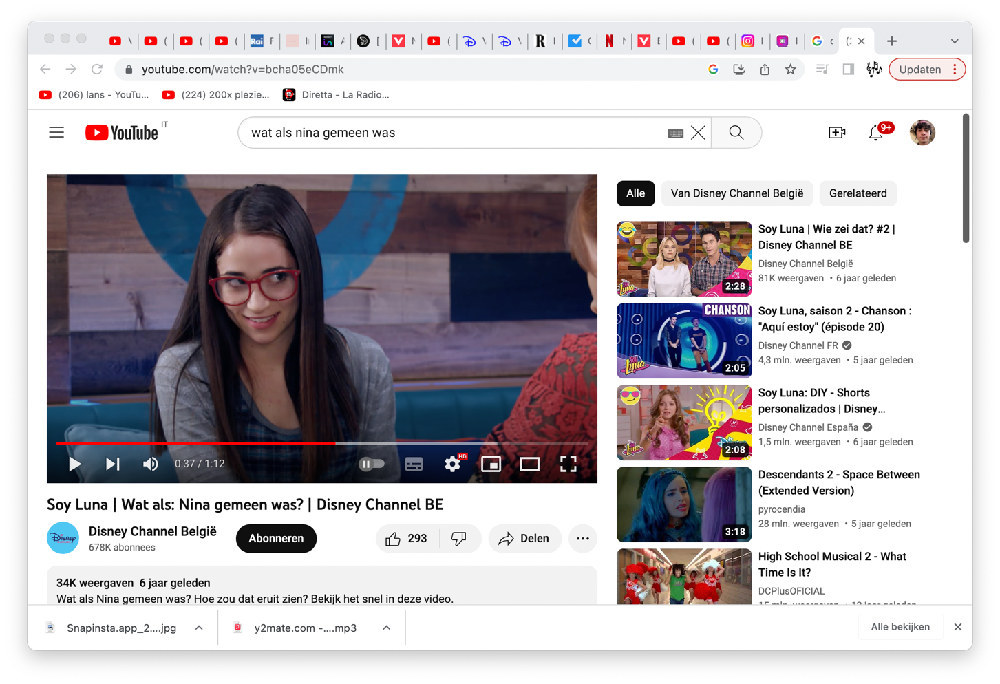 Rai
youtube.com/watch?v=bcha05eCDmk
Updaten
(206) Ians - YouTu...
(224) 200x plezie...
Diretta - La Radio...
YouTube IT
wat als nina gemeen was
9+
Alle
Van Disney Channel België
Gerelateerd
Soy Luna | Wie zei dat? #2 |
Disney Channel BE
Disney Channel België
81K weergaven • 6 jaar geleden
Luna
2:28
CHANSON
Soy Luna, saison 2 - Chanson :
"Aquí estoy" (épisode 20)
Disney Channel FR
4,3 mln. weergaven • 5 jaar geleden
Soy Luna
2:05
Soy Luna: DIY - Shorts
personalizados | Disney...
Disney Channel España
1,5 mln. weergaven • 6 jaar geleden
Luna
2:08
Descendants 2 - Space Between
(Extended Version)
pyrocendia
28 mln. weergaven • 5 jaar geleden
3:18
High School Musical 2 - What
Time Is It?
DCPlusOFICIAL
0:37 / 1:12
HD
Soy Luna | Wat als: Nina gemeen was? | Disney Channel BE
Disney
Disney Channel België
678K abonnees
Abonneren
293
Delen
34K weergaven 6 jaar geleden
Wat als Nina gemeen was? Hoe zou dat eruit zien? Bekijk het snel in deze video.
Snapinsta.app_2....jpg
y2mate.com -....mp3
Alle bekijken